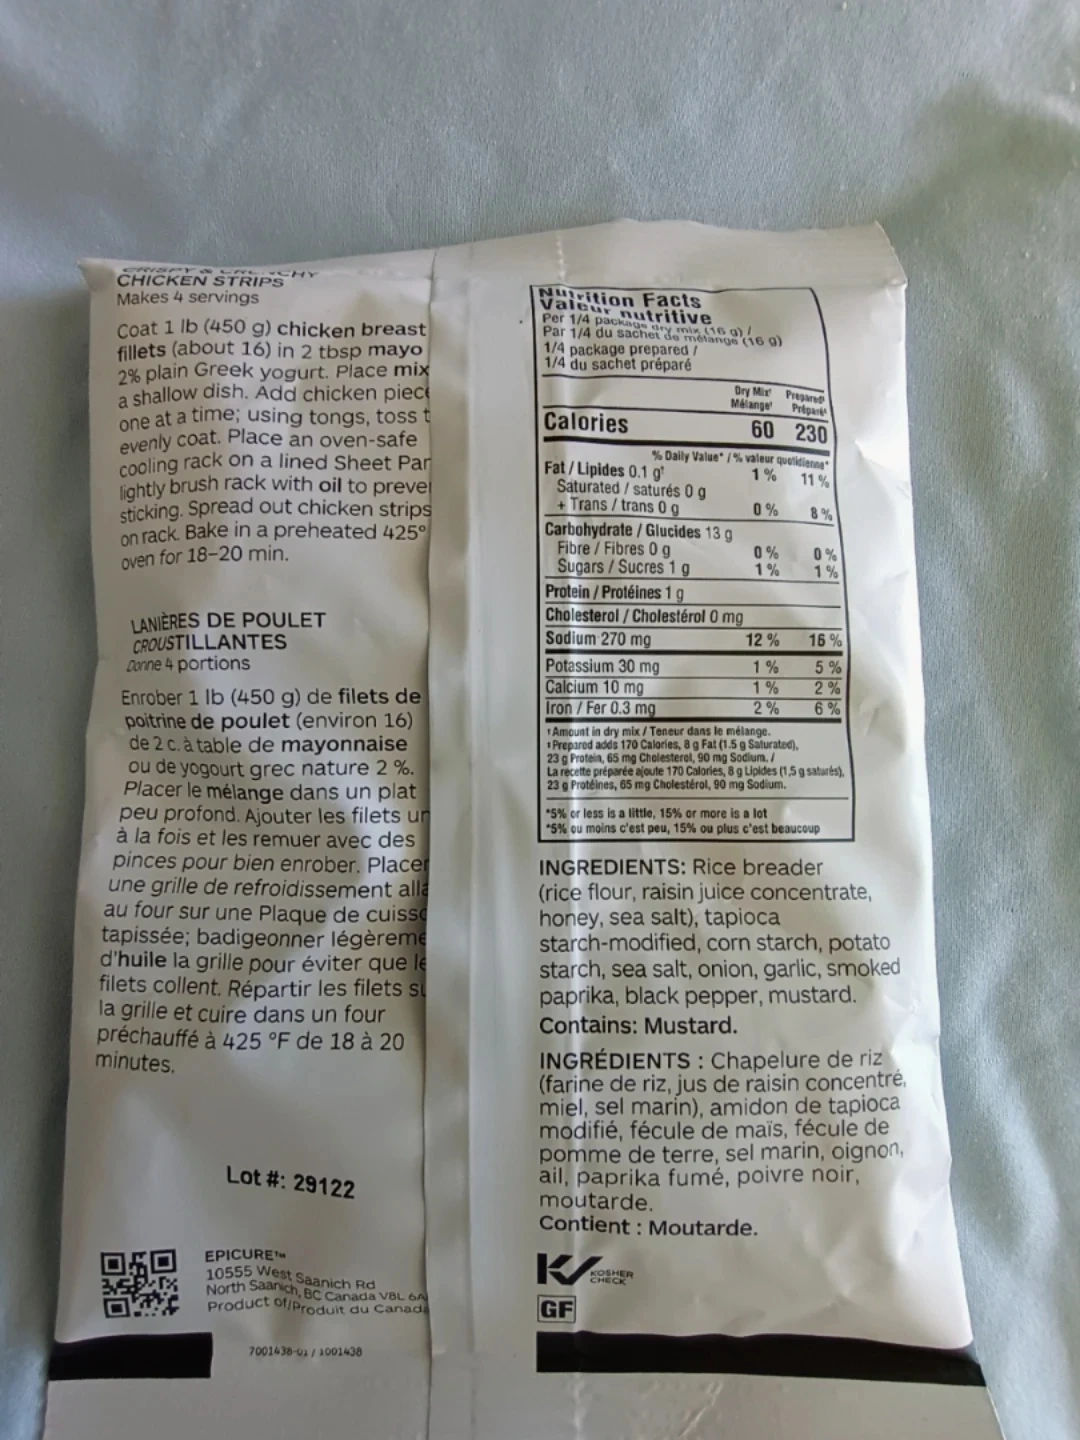 CRISPY & CHY
CHICKEN STRIPS
Makes 4 servings
Coat 1 lb (450 g) chicken breast
fillets (about 16) in 2 tbsp mayo
2% plain Greek yogurt. Place mix
a shallow dish. Add chicken piece
one at a time; using tongs, toss t
evenly coat. Place an oven-safe
cooling rack on a lined Sheet Pan
lightly brush rack with oil to preve
sticking. Spread out chicken strips
on rack. Bake in a preheated 425°
oven for 18–20 min.
LANIÈRES DE POULET
CROUSTILLANTES
Donne 4 portions
Enrober 1 lb (450 g) de filets de
poitrine de poulet (environ 16)
de 2 c. à table de mayonnaise
ou de yogourt grec nature 2 %.
Placer le mélange dans un plat
peu profond. Ajouter les filets un
à la fois et les remuer avec des
pinces pour bien enrober. Placer
une grille de refroidissement alla
au four sur une Plaque de cuisso
tapissée; badigeonner légèreme
d'huile la grille pour éviter que le
filets collent. Répartir les filets su
la grille et cuire dans un four
préchauffé à 425 °F de 18 à 20
minutes.
Lot #: 29122
EPICURE™
10555 West Saanich Rd
North Saanich, BC Canada V8L 6A
Product of/Produit du Canada
7001438-01 / 1001438
Nutrition Facts
Valeur nutritive
Per 1/4 package dry mix (16 g) /
Par 1/4 du sachet de mélange (16 g)
1/4 package prepared /
1/4 du sachet préparé
Dry Mix† Prepared‡
Mélange† Préparé‡
Calories 60 230
% Daily Value* / % valeur quotidienne*
Fat / Lipides 0.1 g† 1 % 11 %
Saturated / saturés 0 g
+ Trans / trans 0 g 0 % 8 %
Carbohydrate / Glucides 13 g
Fibre / Fibres 0 g 0 % 0 %
Sugars / Sucres 1 g 1 % 1 %
Protein / Protéines 1 g
Cholesterol / Cholestérol 0 mg
Sodium 270 mg 12 % 16 %
Potassium 30 mg 1 % 5 %
Calcium 10 mg 1 % 2 %
Iron / Fer 0.3 mg 2 % 6 %
†Amount in dry mix / Teneur dans le mélange.
‡Prepared adds 170 Calories, 8 g Fat (1.5 g Saturated),
23 g Protein, 65 mg Cholesterol, 90 mg Sodium. /
La recette préparée ajoute 170 Calories, 8 g Lipides (1,5 g saturés),
23 g Protéines, 65 mg Cholestérol, 90 mg Sodium.
*5% or less is a little, 15% or more is a lot
*5% ou moins c'est peu, 15% ou plus c'est beaucoup
INGREDIENTS: Rice breader
(rice flour, raisin juice concentrate,
honey, sea salt), tapioca
starch-modified, corn starch, potato
starch, sea salt, onion, garlic, smoked
paprika, black pepper, mustard.
Contains: Mustard.
INGRÉDIENTS : Chapelure de riz
(farine de riz, jus de raisin concentré,
miel, sel marin), amidon de tapioca
modifié, fécule de maïs, fécule de
pomme de terre, sel marin, oignon,
ail, paprika fumé, poivre noir,
moutarde.
Contient : Moutarde.
KOSHER
CHECK
GF